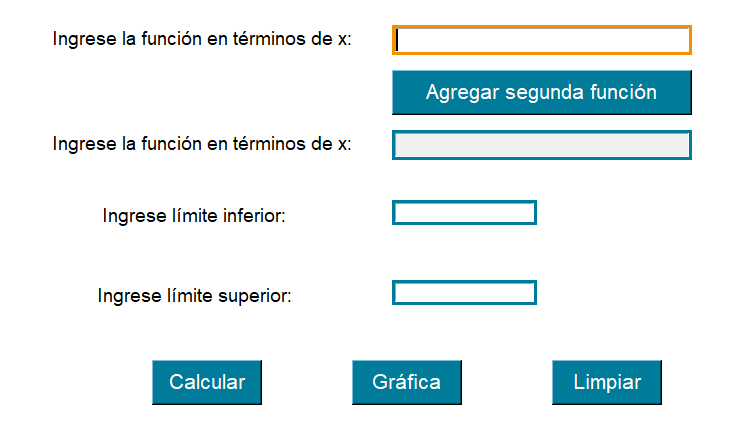 Ingrese la función en términos de x:
Agregar segunda función
Ingrese la función en términos de x:
Ingrese límite inferior:
Ingrese límite superior:
Calcular
Gráfica
Limpiar